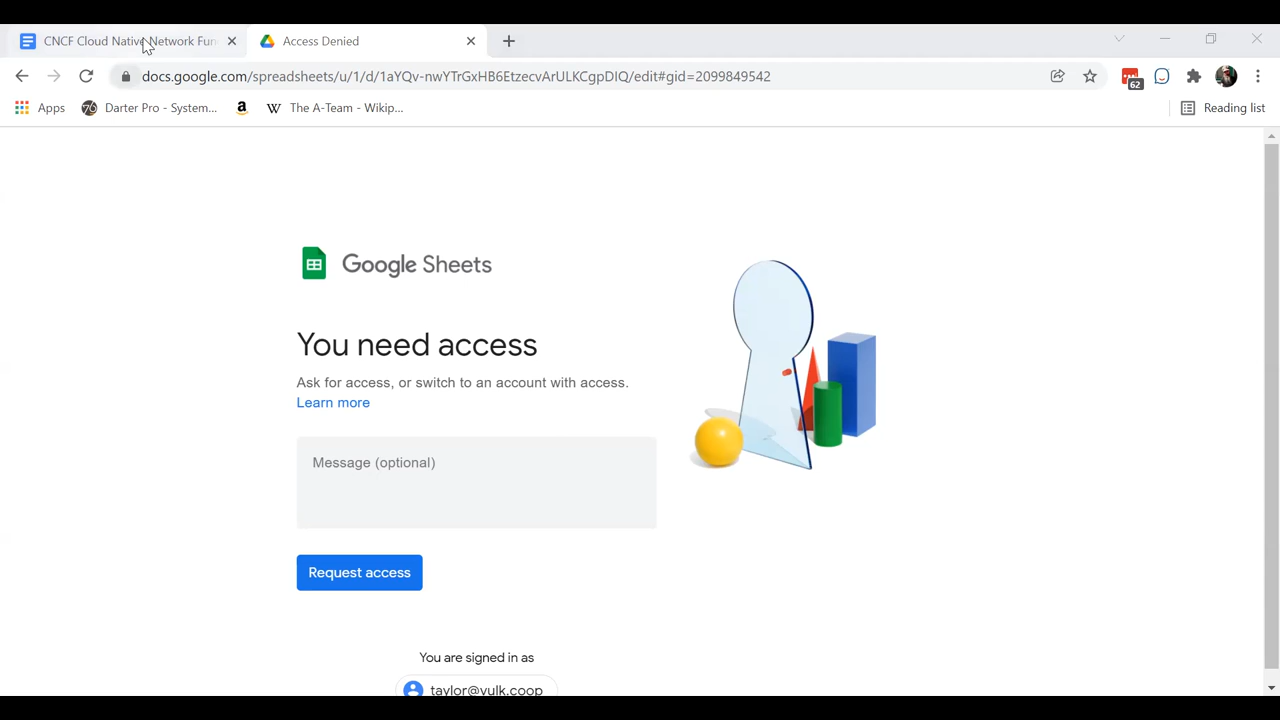 CNCF Cloud Native Network Fun
Access Denied
docs.google.com/spreadsheets/u/1/d/1aYQv-nwYTrGxHB6EtzecvArULKCgpDIQ/edit#gid=2099849542
62
Apps
76
Darter Pro - System...
a
W
The A-Team - Wikip...
Reading list
Google Sheets
You need access
Ask for access, or switch to an account with access.
Learn more
Message (optional)
Request access
You are signed in as
taylor@vulk.coop